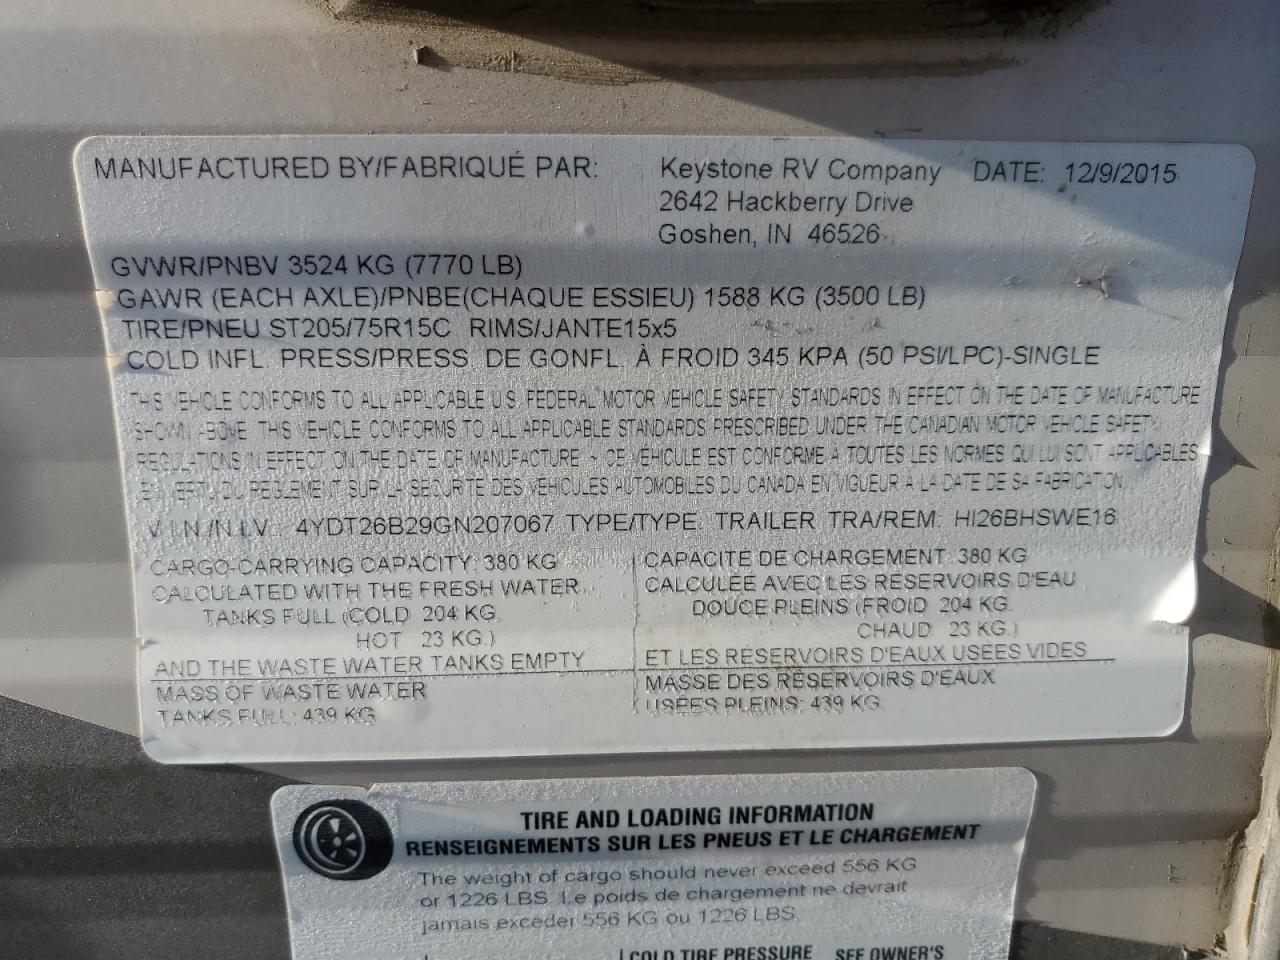 MANUFACTURED BY/FABRIQUÉ PAR: Keystone RV Company DATE: 12/9/2015
2642 Hackberry Drive
Goshen, IN 46526
GVWR/PNBV 3524 KG (7770 LB)
GAWR (EACH AXLE)/PNBE(CHAQUE ESSIEU) 1588 KG (3500 LB)
TIRE/PNEU ST205/75R15C RIMS/JANTE15x5
COLD INFL. PRESS/PRESS. DE GONFL. À FROID 345 KPA (50 PSI/LPC)-SINGLE
THIS VEHICLE CONFORMS TO ALL APPLICABLE U.S. FEDERAL MOTOR VEHICLE SAFETY STANDARDS IN EFFECT ON THE DATE OF MANUFACTURE
SHOWN ABOVE. THIS VEHICLE CONFORMS TO ALL APPLICABLE STANDARDS PRESCRIBED UNDER THE CANADIAN MOTOR VEHICLE SAFETY
REGULATIONS IN EFFECT ON THE DATE OF MANUFACTURE ~ CE VEHICULE EST CONFORME A TOUTES LES NORMES QUI LUI SONT APPLICABLES
EN VERTU DU REGLEMENT SUR LA SECURITE DES VEHICULES AUTOMOBILES DU CANADA EN VIGUEUR A LA DATE DE SA FABRICATION.
V.I.N./N.I.V.: 4YDT26B29GN207067 TYPE/TYPE: TRAILER TRA/REM: HI26BHSWE16
CARGO-CARRYING CAPACITY: 380 KG
CALCULATED WITH THE FRESH WATER
TANKS FULL (COLD 204 KG.
HOT 23 KG.)
AND THE WASTE WATER TANKS EMPTY
MASS OF WASTE WATER
TANKS FULL: 439 KG
CAPACITÉ DE CHARGEMENT: 380 KG
CALCULÉE AVEC LES RÉSERVOIRS D'EAU
DOUCE PLEINS (FROID 204 KG.
CHAUD 23 KG.)
ET LES RÉSERVOIRS D'EAUX USÉES VIDES
MASSE DES RÉSERVOIRS D'EAUX
USÉES PLEINS: 439 KG
TIRE AND LOADING INFORMATION
RENSEIGNEMENTS SUR LES PNEUS ET LE CHARGEMENT
The weight of cargo should never exceed 556 KG
or 1226 LBS. Le poids de chargement ne devrait
jamais exceder 556 KG ou 1226 LBS.
COLD TIRE PRESSURE SEE OWNER'S